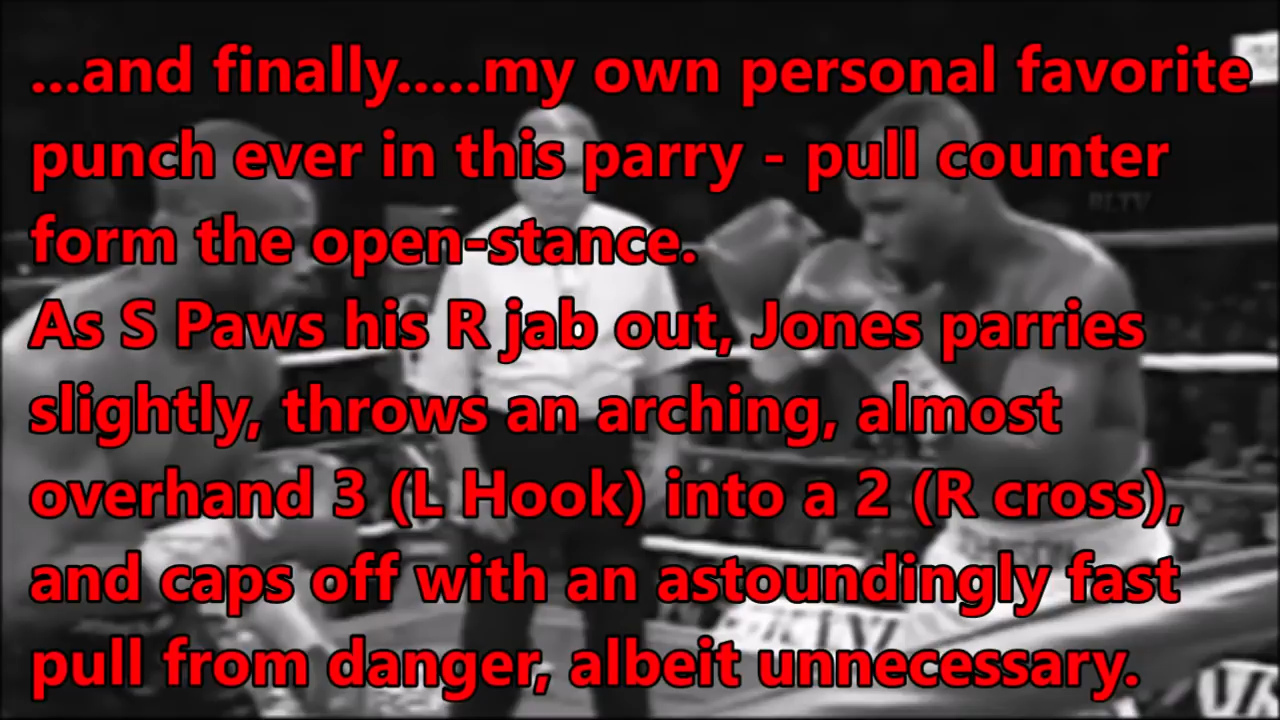 ...and finally.....my own personal favorite
punch ever in this parry - pull counter
form the open-stance.
As S Paws his R jab out, Jones parries
slightly, throws an arching, almost
overhand 3 (L Hook) into a 2 (R cross),
and caps off with an astoundingly fast
pull from danger, albeit unnecessary.
BLTV